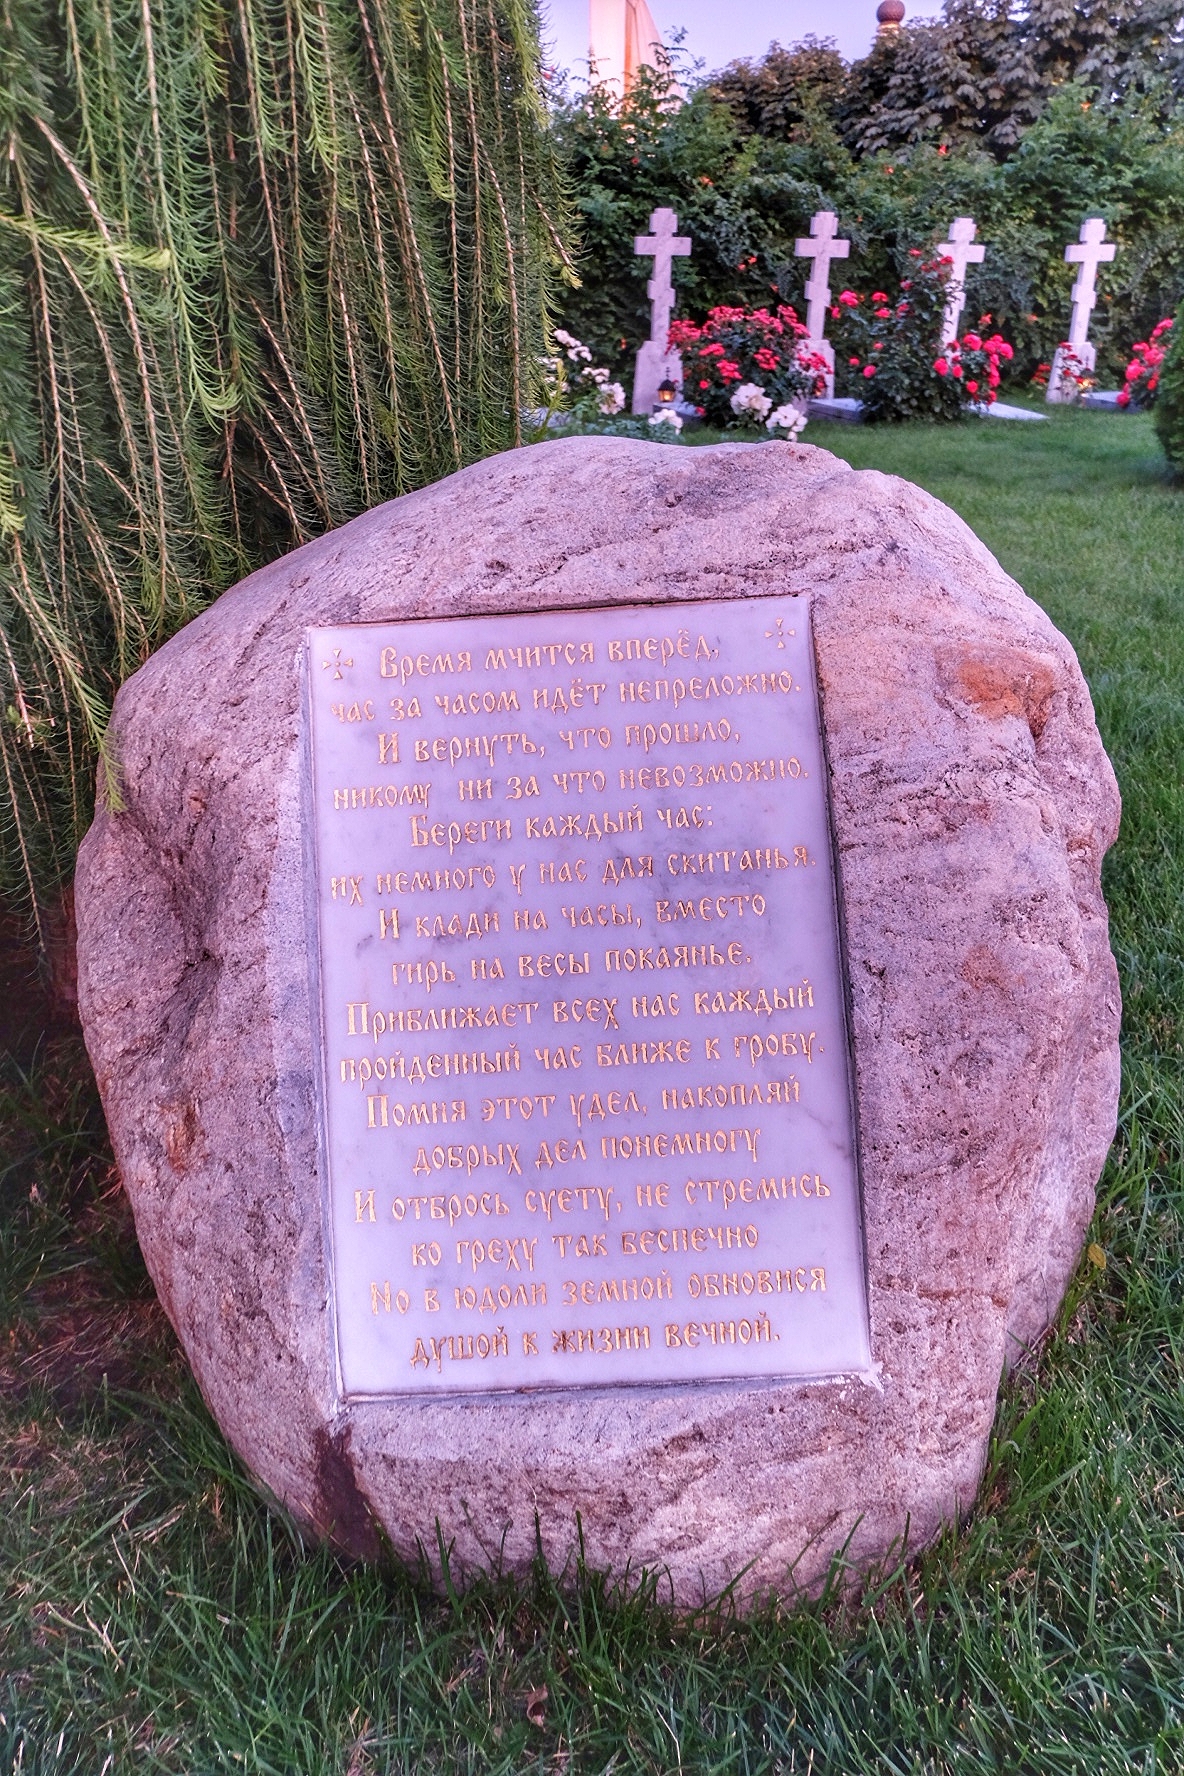 Время мчится вперёд,
час за часом идёт непреложно.
И вернуть, что прошло,
никому ни за что невозможно.
Береги каждый час:
их немного у нас для скитанья.
И клади на часы, вместо
гирь на весы покаянье.
Приближает всех нас каждый
пройденный час ближе к гробу.
Помня этот удел, накопляй
добрых дел понемногу
И отбрось суету, не стремись
ко греху так беспечно
Но в юдоли земной обновися
душой к жизни вечной.